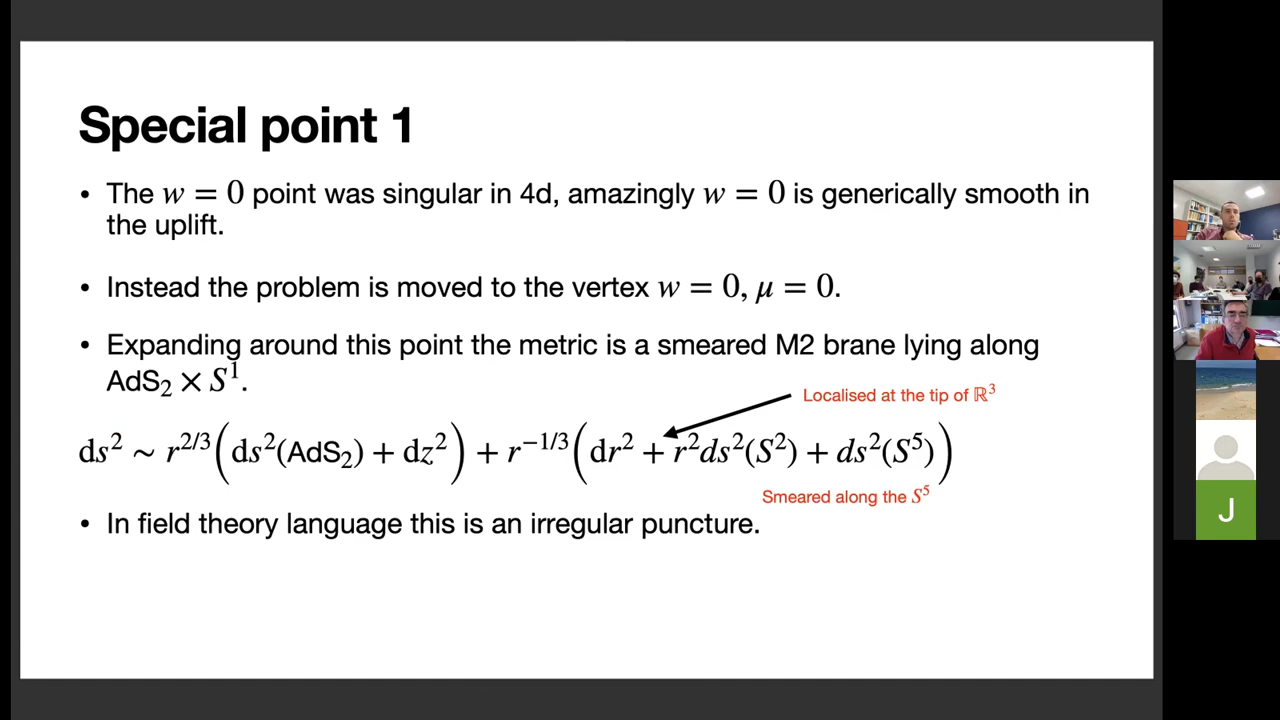 Special point 1
• The w = 0 point was singular in 4d, amazingly w = 0 is generically smooth in
the uplift.
• Instead the problem is moved to the vertex w = 0, μ = 0.
• Expanding around this point the metric is a smeared M2 brane lying along
AdS₂ × S¹.
Localised at the tip of ℝ³
ds² ~ r^{2/3}(ds²(AdS₂) + dz²) + r^{−1/3}(dr² + r²ds²(S²) + ds²(S⁵))
Smeared along the S⁵
• In field theory language this is an irregular puncture.
J